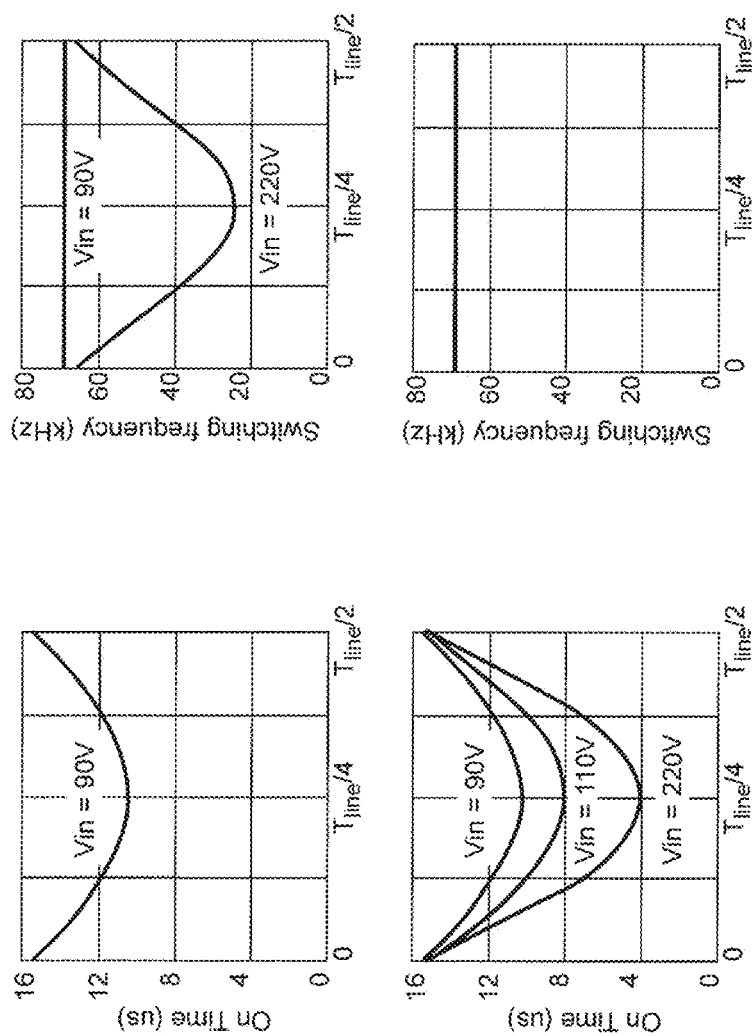 On Time (us)
16
12
8
4
0
Vin = 90V
0
Tline/4
Tline/2
Switching frequency (kHz)
80
60
40
20
0
Vin = 90V
Vin = 220V
0
Tline/4
Tline/2
On Time (us)
16
12
8
4
0
Vin = 90V
Vin = 110V
Vin = 220V
0
Tline/4
Tline/2
Switching frequency (kHz)
80
60
40
20
0
0
Tline/4
Tline/2